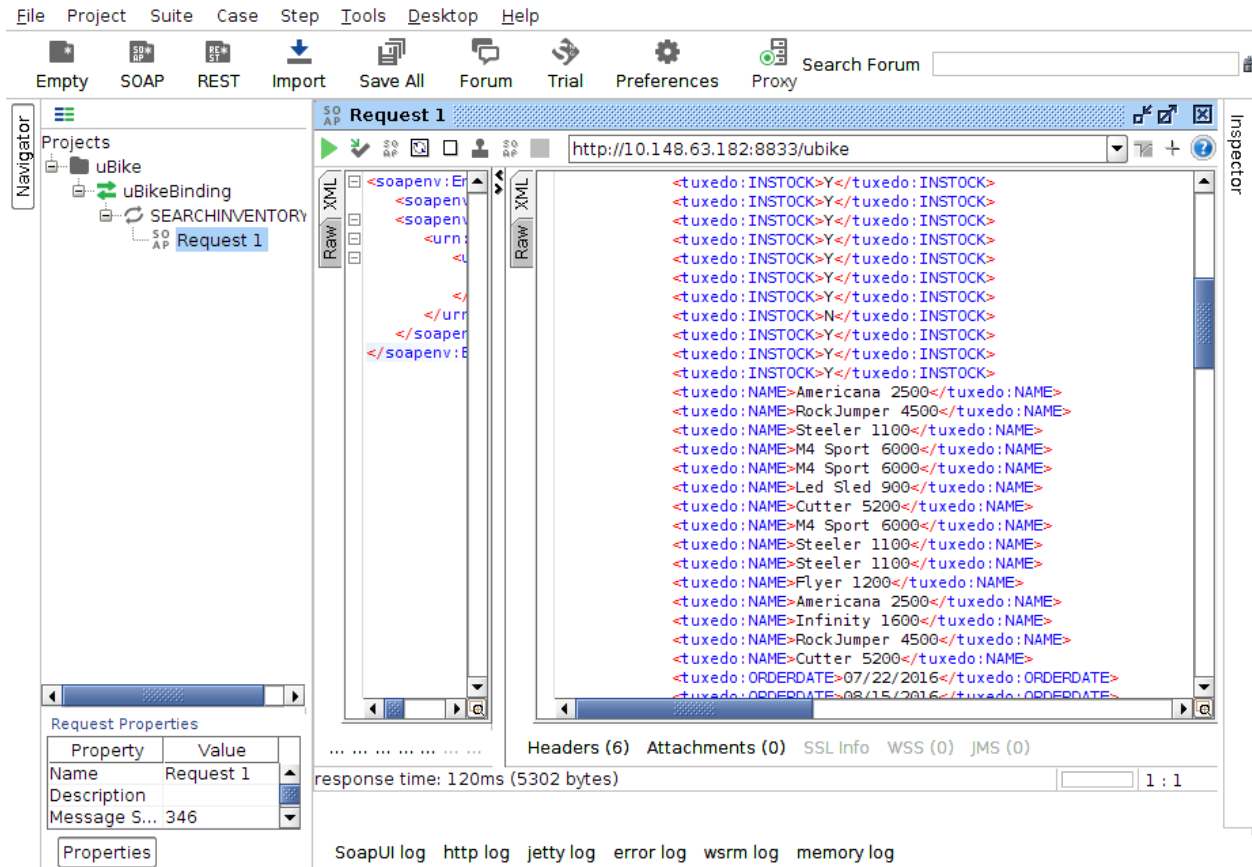 File Project Suite Case Step Tools Desktop Help
Empty SOAP REST Import Save All Forum Trial Preferences Proxy Search Forum
Navigator
Projects
uBike
uBikeBinding
SEARCHINVENTORY
Request 1
Request Properties
Property Value
Name Request 1
Description
Message S... 346
Properties
SOAP Request 1
http://10.148.63.182:8833/ubike
XML
Raw
<soapenv:Er
<soapenv
<soapenv
<urn:
<u
</
</urr
</soaper
</soapenv:E
XML
Raw
<tuxedo:INSTOCK>Y</tuxedo:INSTOCK>
<tuxedo:INSTOCK>Y</tuxedo:INSTOCK>
<tuxedo:INSTOCK>Y</tuxedo:INSTOCK>
<tuxedo:INSTOCK>Y</tuxedo:INSTOCK>
<tuxedo:INSTOCK>Y</tuxedo:INSTOCK>
<tuxedo:INSTOCK>Y</tuxedo:INSTOCK>
<tuxedo:INSTOCK>Y</tuxedo:INSTOCK>
<tuxedo:INSTOCK>N</tuxedo:INSTOCK>
<tuxedo:INSTOCK>Y</tuxedo:INSTOCK>
<tuxedo:INSTOCK>Y</tuxedo:INSTOCK>
<tuxedo:INSTOCK>Y</tuxedo:INSTOCK>
<tuxedo:NAME>Americana 2500</tuxedo:NAME>
<tuxedo:NAME>RockJumper 4500</tuxedo:NAME>
<tuxedo:NAME>Steeler 1100</tuxedo:NAME>
<tuxedo:NAME>M4 Sport 6000</tuxedo:NAME>
<tuxedo:NAME>M4 Sport 6000</tuxedo:NAME>
<tuxedo:NAME>Led Sled 900</tuxedo:NAME>
<tuxedo:NAME>Cutter 5200</tuxedo:NAME>
<tuxedo:NAME>M4 Sport 6000</tuxedo:NAME>
<tuxedo:NAME>Steeler 1100</tuxedo:NAME>
<tuxedo:NAME>Steeler 1100</tuxedo:NAME>
<tuxedo:NAME>Flyer 1200</tuxedo:NAME>
<tuxedo:NAME>Americana 2500</tuxedo:NAME>
<tuxedo:NAME>Infinity 1600</tuxedo:NAME>
<tuxedo:NAME>RockJumper 4500</tuxedo:NAME>
<tuxedo:NAME>Cutter 5200</tuxedo:NAME>
<tuxedo:ORDERDATE>07/22/2016</tuxedo:ORDERDATE>
<tuxedo:ORDERDATE>08/15/2016</tuxedo:ORDERDATE>
... ... ... ... ... ... ... ...
Headers (6) Attachments (0) SSL Info WSS (0) JMS (0)
response time: 120ms (5302 bytes)
1 : 1
Inspector
SoapUI log http log jetty log error log wsrm log memory log